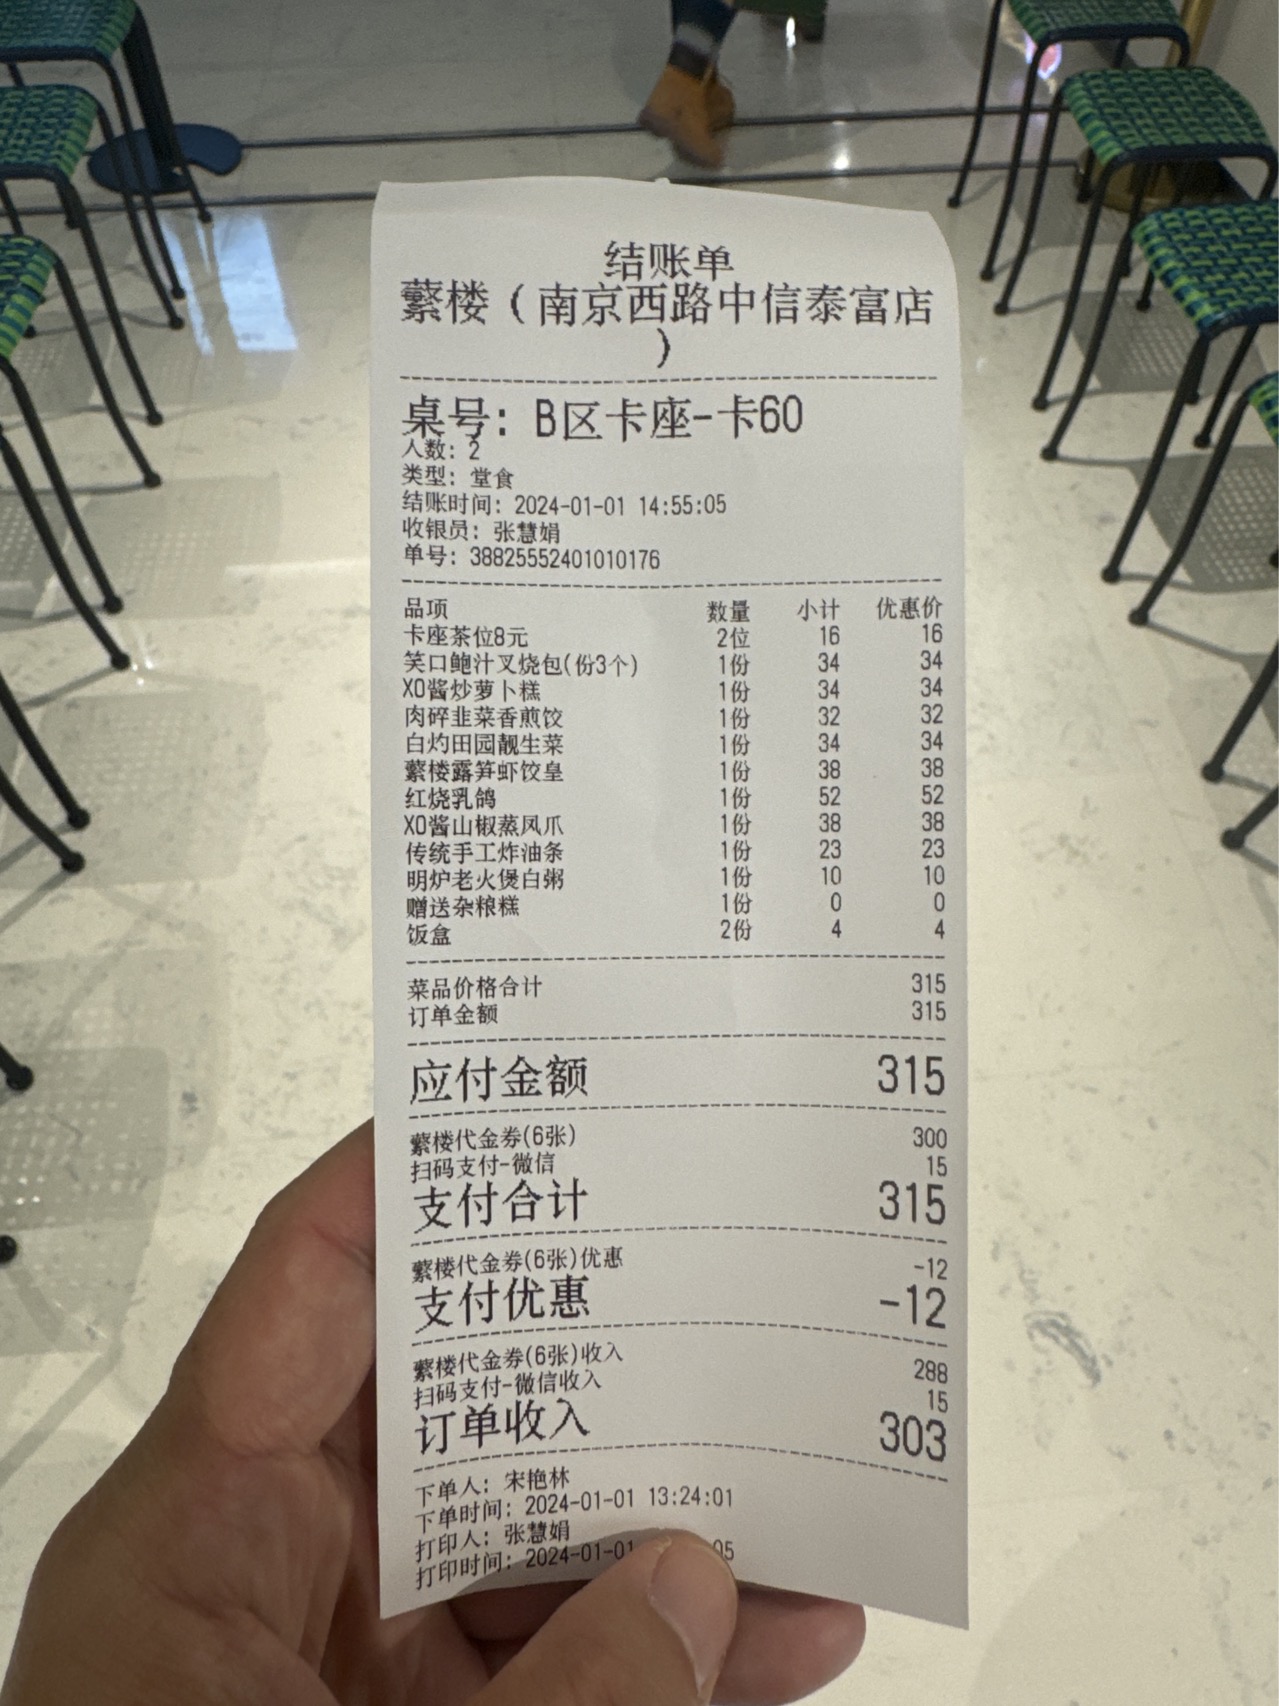 结账单
蘩楼（南京西路中信泰富店
）
桌号: B区卡座-卡60
人数: 2
类型: 堂食
结账时间: 2024-01-01 14:55:05
收银员: 张慧娟
单号: 38825552401010176
品项 数量 小计 优惠价
卡座茶位8元 2位 16 16
笑口鲍汁叉烧包(份3个) 1份 34 34
XO酱炒萝卜糕 1份 34 34
肉碎韭菜香煎饺 1份 32 32
白灼田园靓生菜 1份 34 34
蘩楼露笋虾饺皇 1份 38 38
红烧乳鸽 1份 52 52
XO酱山椒蒸凤爪 1份 38 38
传统手工炸油条 1份 23 23
明炉老火煲白粥 1份 10 10
赠送杂粮糕 1份 0 0
饭盒 2份 4 4
菜品价格合计 315
订单金额 315
应付金额 315
蘩楼代金券(6张) 300
扫码支付-微信 15
支付合计 315
蘩楼代金券(6张)优惠 -12
支付优惠 -12
蘩楼代金券(6张)收入 288
扫码支付-微信收入 15
订单收入 303
下单人: 宋艳林
下单时间: 2024-01-01 13:24:01
打印人: 张慧娟
打印时间: 2024-01-01 05